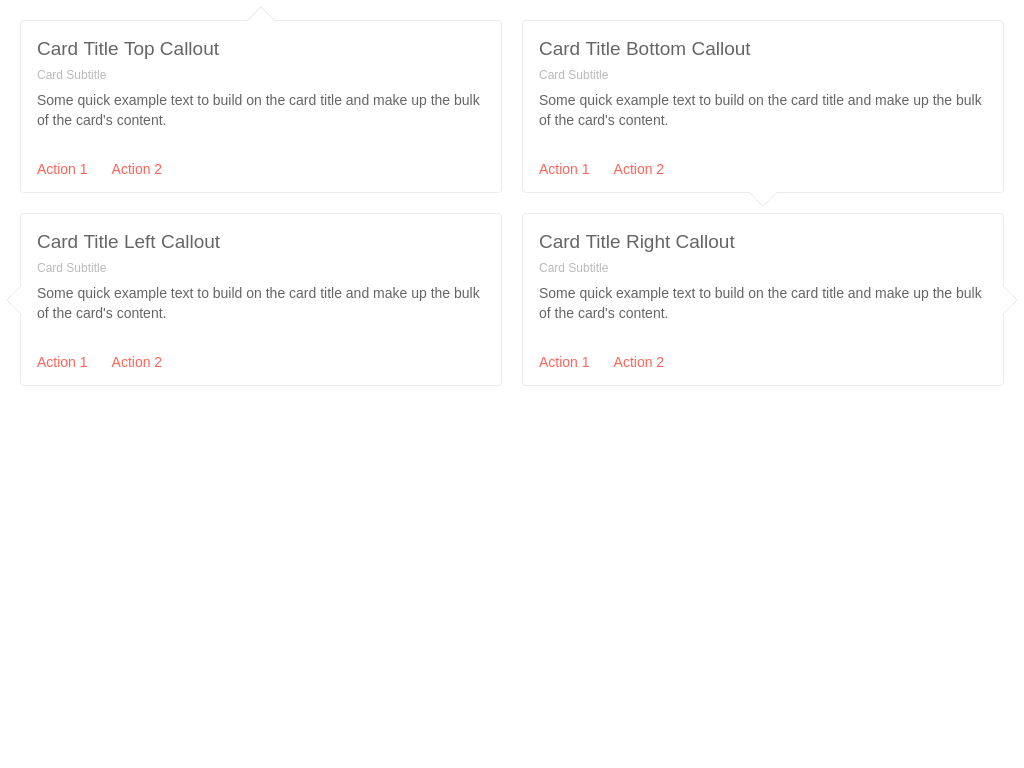 Card Title Top Callout
Card Subtitle
Some quick example text to build on the card title and make up the bulk
of the card's content.
Action 1 Action 2
Card Title Bottom Callout
Card Subtitle
Some quick example text to build on the card title and make up the bulk
of the card's content.
Action 1 Action 2
Card Title Left Callout
Card Subtitle
Some quick example text to build on the card title and make up the bulk
of the card's content.
Action 1 Action 2
Card Title Right Callout
Card Subtitle
Some quick example text to build on the card title and make up the bulk
of the card's content.
Action 1 Action 2